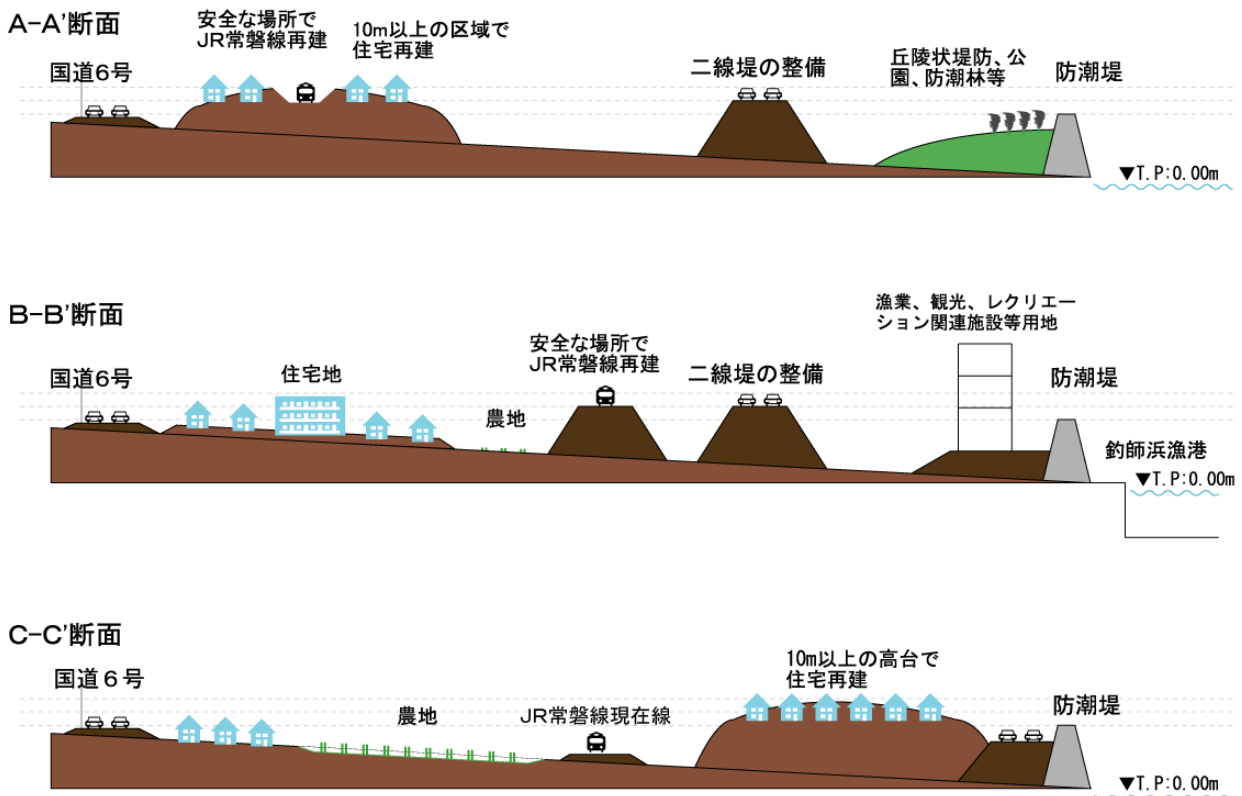 A-A'断面
安全な場所で
JR常磐線再建
10m以上の区域で
住宅再建
国道6号
二線堤の整備
丘陵状堤防、公
園、防潮林等
防潮堤
▼T.P:0.00m
B-B'断面
漁業、観光、レクリエー
ション関連施設等用地
安全な場所で
JR常磐線再建
国道6号
住宅地
農地
二線堤の整備
防潮堤
釣師浜漁港
▼T.P:0.00m
C-C'断面
国道6号
農地
JR常磐線現在線
10m以上の高台で
住宅再建
防潮堤
▼T.P:0.00m